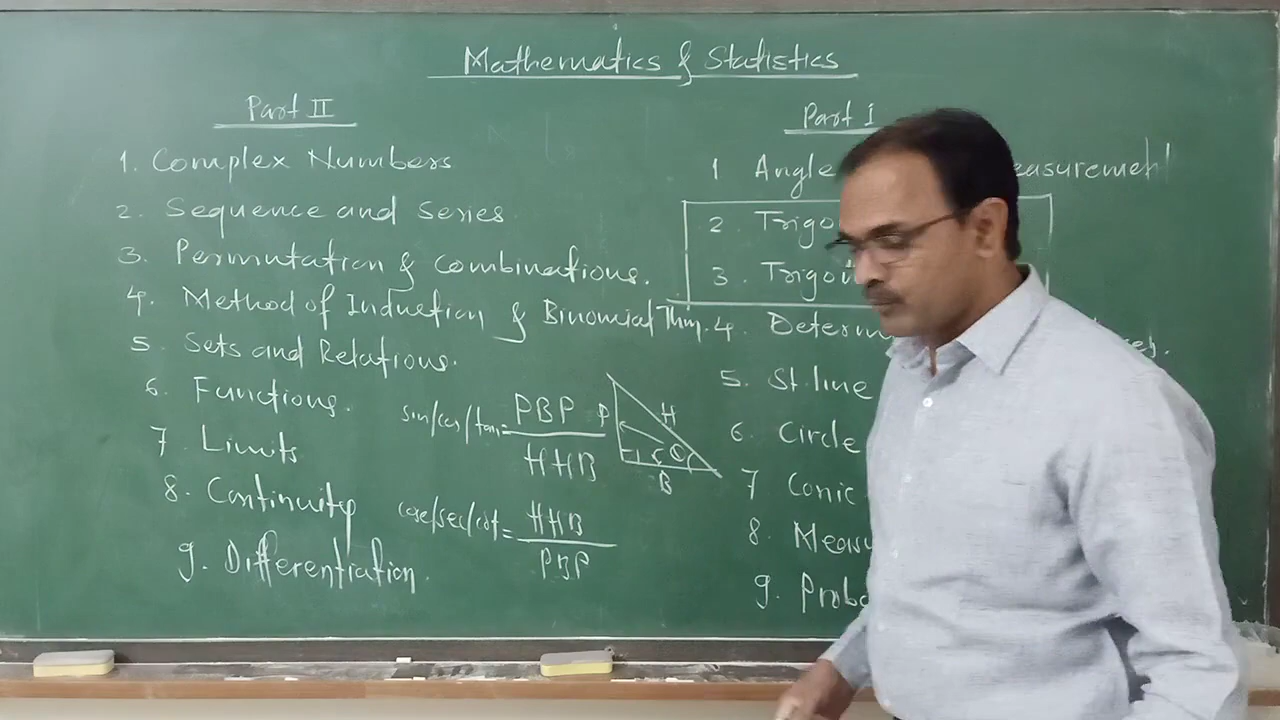 Mathematics & Statistics
Part II
1. Complex Numbers
2. Sequence and Series
3. Permutation & Combinations.
4. Method of Induction & Binomial Thm.
5. Sets and Relations.
6. Functions.
7. Limits
8. Continuity
9. Differentiation.
sin/cos/tan = PBP
HHB
cosec/sec/cot = HHB
PBP
P
H
θ
B
Part I
1 Angle
2. Trigo
3. Trigo
4. Determ
5. St. line
6. Circle
7 Conic
8. Measu
9. Proba